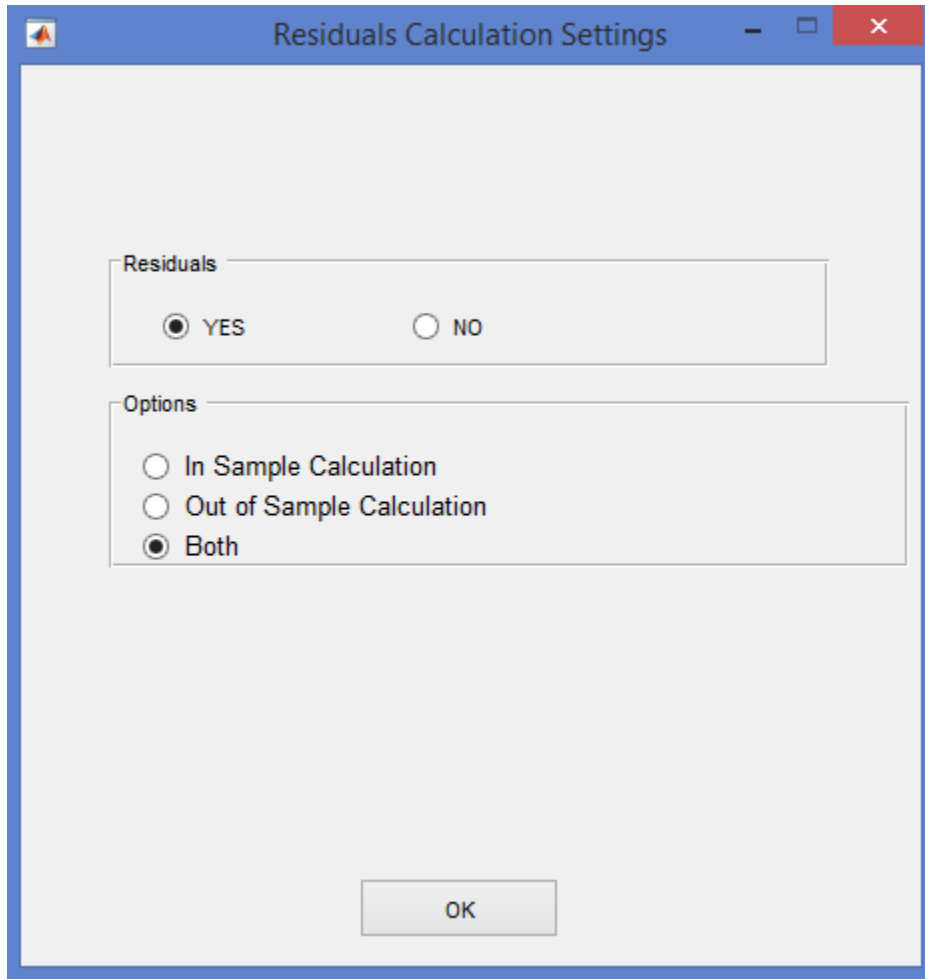 Residuals Calculation Settings
Residuals
YES NO
Options
In Sample Calculation
Out of Sample Calculation
Both
OK